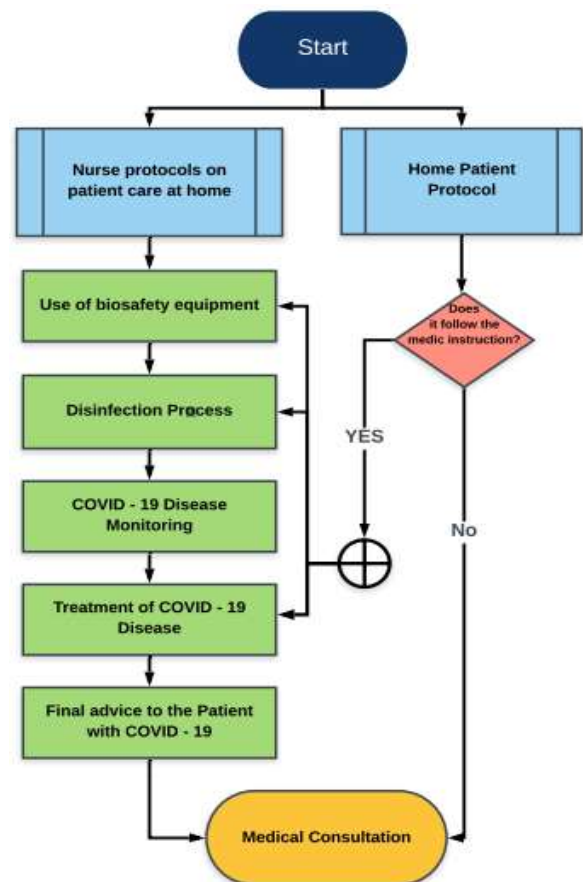 Start
Nurse protocols on
patient care at home
Home Patient
Protocol
Use of biosafety equipment
Does
it follow the
medic instruction?
Disinfection Process
YES
COVID - 19 Disease
Monitoring
No
Treatment of COVID - 19
Disease
Final advice to the Patient
with COVID - 19
Medical Consultation